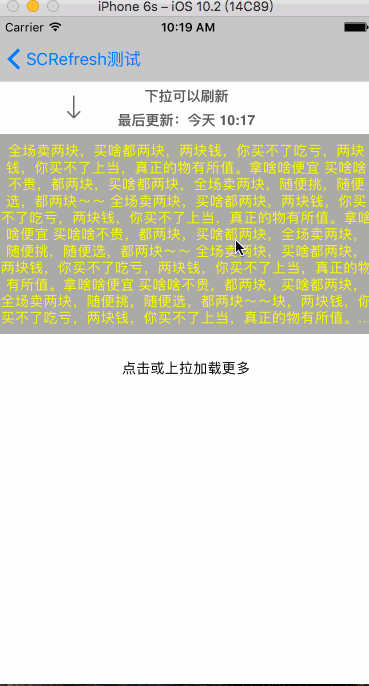 iPhone 6s – iOS 10.2 (14C89)
Carrier 10:19 AM
SCRefresh测试
下拉可以刷新
最后更新：今天 10:17
全场卖两块，买啥都两块，两块钱，你买不了吃亏，两块
钱，你买不了上当，真正的物有所值。拿啥啥便宜 买啥啥
不贵，都两块，买啥都两块，全场卖两块，随便挑，随便
选，都两块～～ 全场卖两块，买啥都两块，两块钱，你买
不了吃亏，两块钱，你买不了上当，真正的物有所值。拿啥
啥便宜 买啥啥不贵，都两块，买啥都两块，全场卖两块，
随便挑，随便选，都两块～～ 全场卖两块，买啥都两块，
两块钱，你买不了吃亏，两块钱，你买不了上当，真正的物
有所值。拿啥啥便宜 买啥啥不贵，都两块，买啥都两块，
全场卖两块，随便挑，随便选，都两块～～块，两块钱，你
买不了吃亏，两块钱，你买不了上当，真正的物有所值。...
点击或上拉加载更多